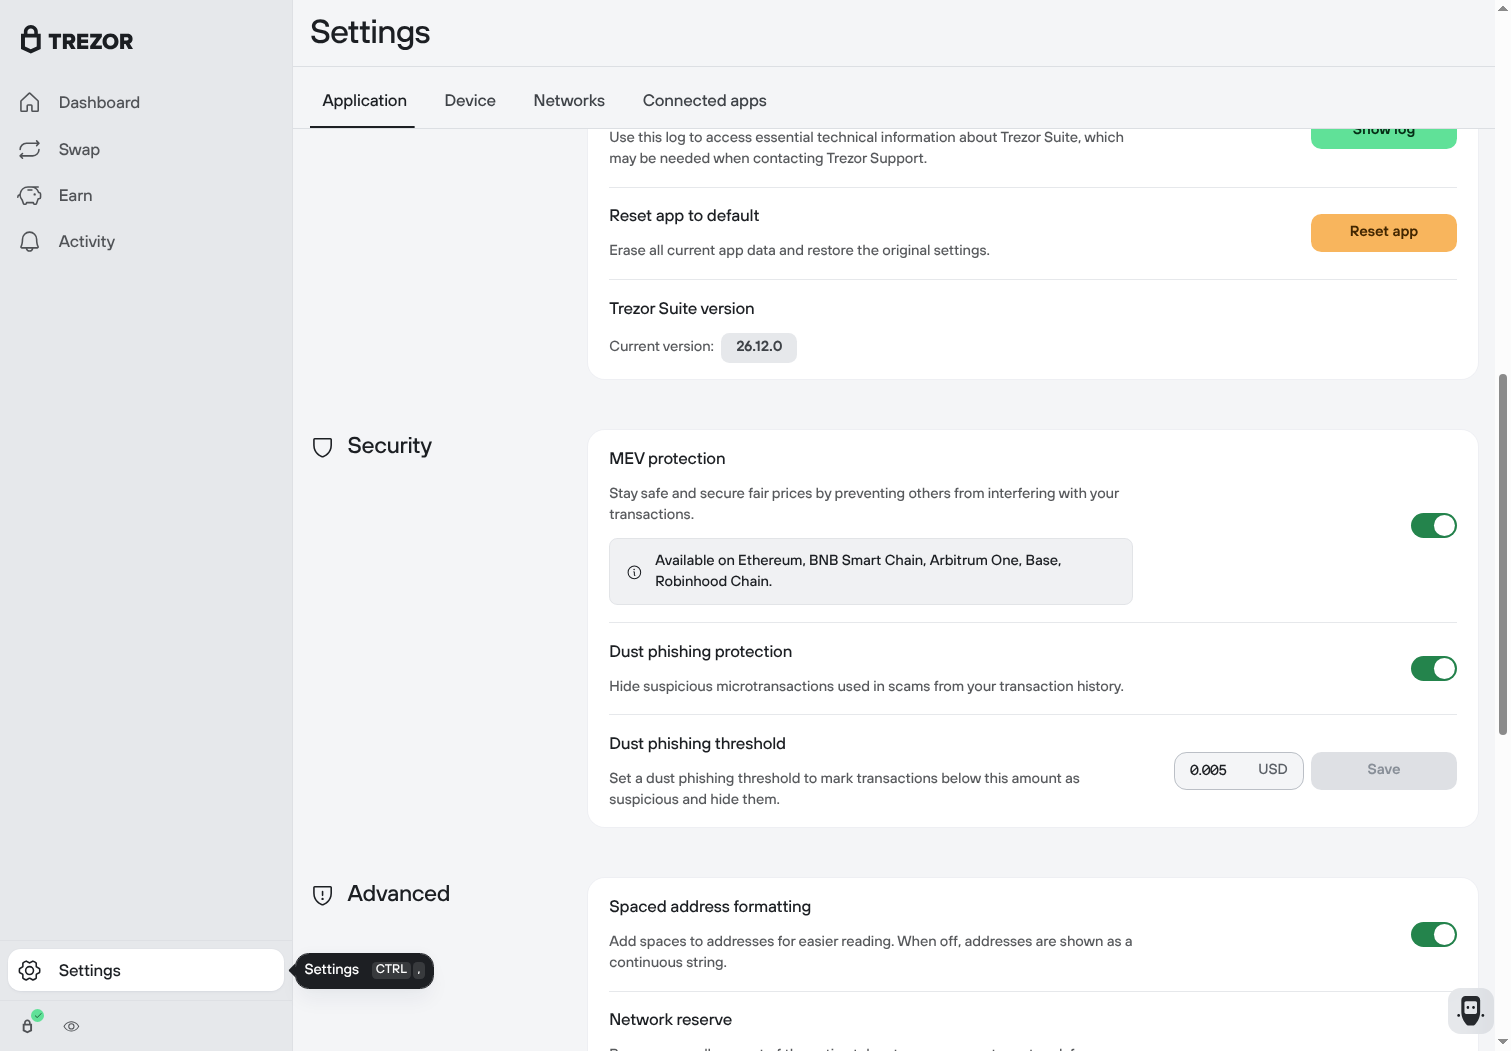 TREZOR
Dashboard
Swap
Earn
Activity
Settings
Settings CTRL ,
Settings
Application Device Networks Connected apps
Use this log to access essential technical information about Trezor Suite, which
may be needed when contacting Trezor Support.
Show log
Reset app to default
Erase all current app data and restore the original settings.
Reset app
Trezor Suite version
Current version: 26.12.0
Security
MEV protection
Stay safe and secure fair prices by preventing others from interfering with your
transactions.
Available on Ethereum, BNB Smart Chain, Arbitrum One, Base,
Robinhood Chain.
Dust phishing protection
Hide suspicious microtransactions used in scams from your transaction history.
Dust phishing threshold
Set a dust phishing threshold to mark transactions below this amount as
suspicious and hide them.
0.005 USD Save
Advanced
Spaced address formatting
Add spaces to addresses for easier reading. When off, addresses are shown as a
continuous string.
Network reserve